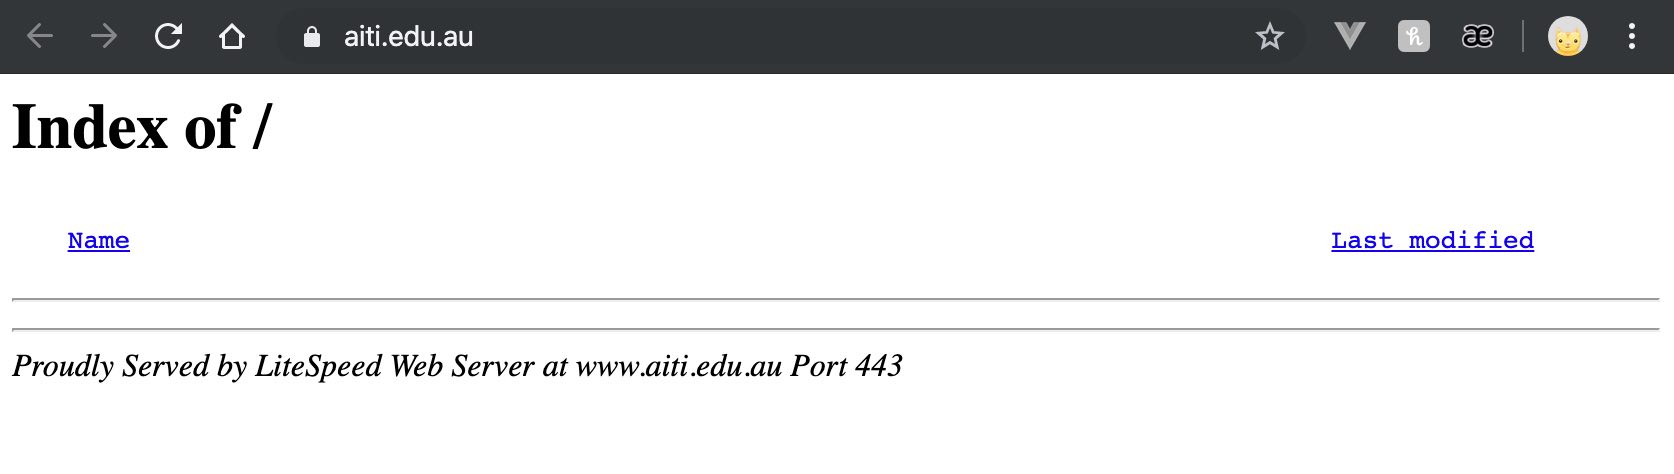 aiti.edu.au
Index of /
Name Last modified
Proudly Served by LiteSpeed Web Server at www.aiti.edu.au Port 443